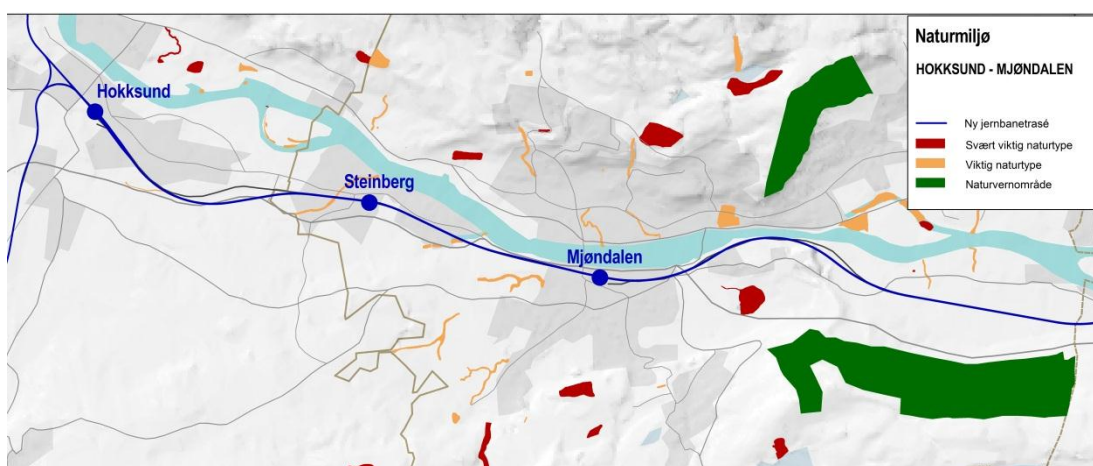 Naturmiljø
HOKKSUND - MJØNDALEN
Ny jernbanetrasé
Svært viktig naturtype
Viktig naturtype
Naturvernområde
Hokksund
Steinberg
Mjøndalen